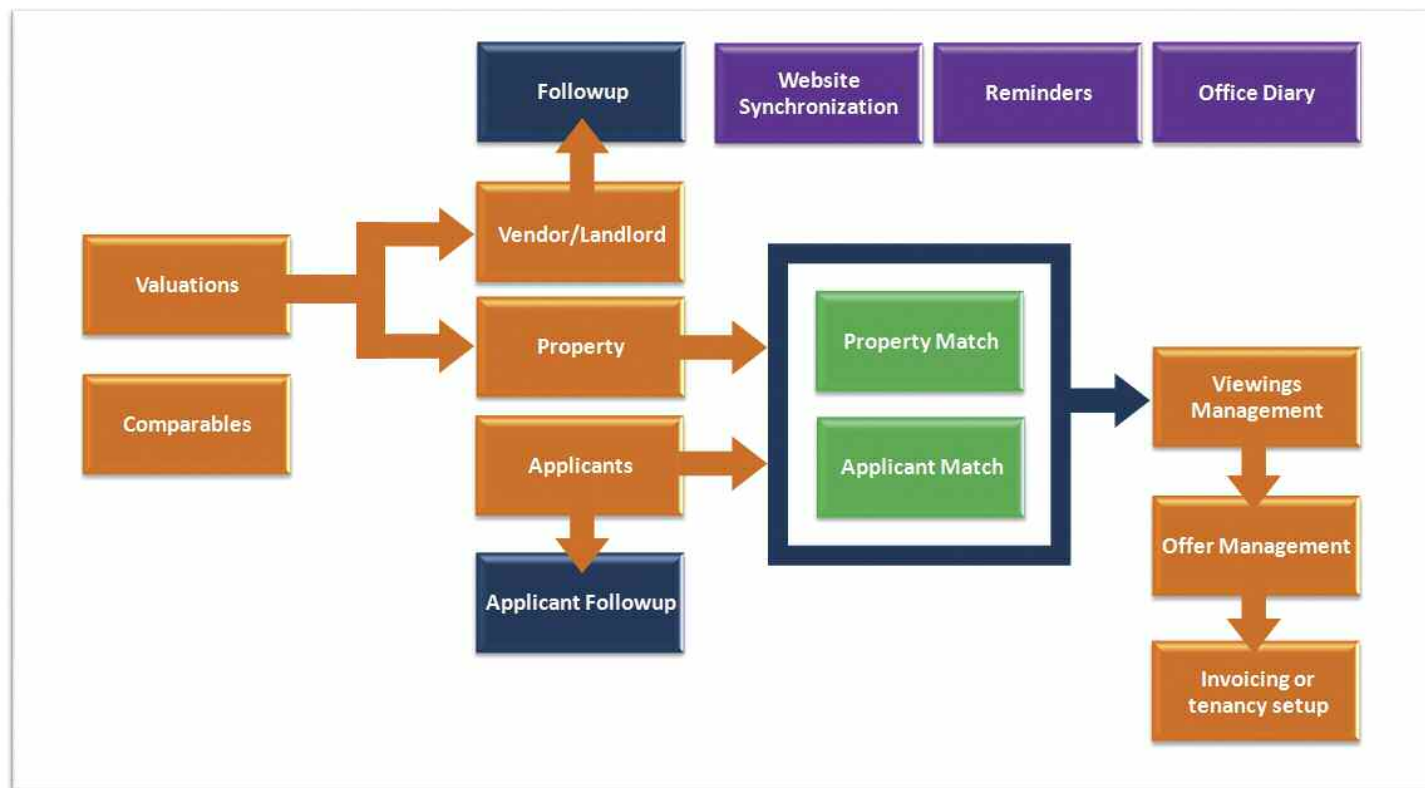 Followup
Website
Synchronization
Reminders
Office Diary
Vendor/Landlord
Valuations
Property
Property Match
Viewings
Management
Comparables
Applicants
Applicant Match
Offer Management
Applicant Followup
Invoicing or
tenancy setup